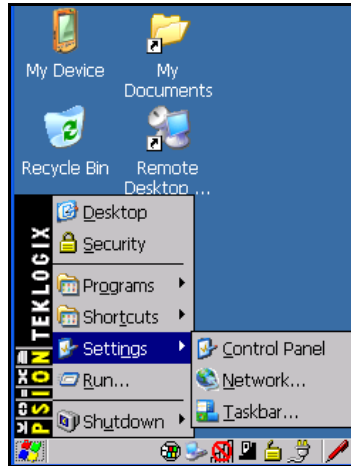 My Device
My Documents
Recycle Bin
Remote Desktop ...
PSION TEKLOGIX
Desktop
Security
Programs
Shortcuts
Settings
Run...
Shutdown
Control Panel
Network...
Taskbar...